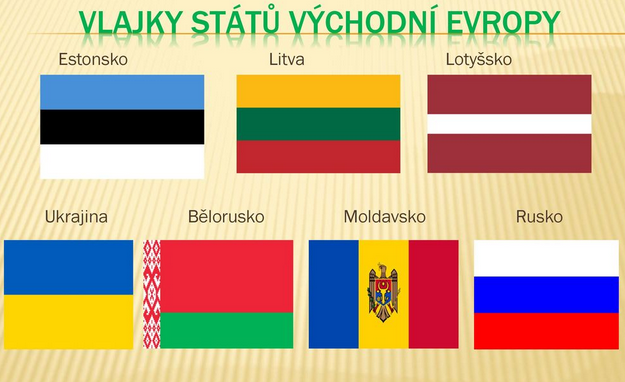 VLAJKY STÁTŮ VÝCHODNÍ EVROPY
Estonsko Litva Lotyšsko
Ukrajina Bělorusko Moldavsko Rusko